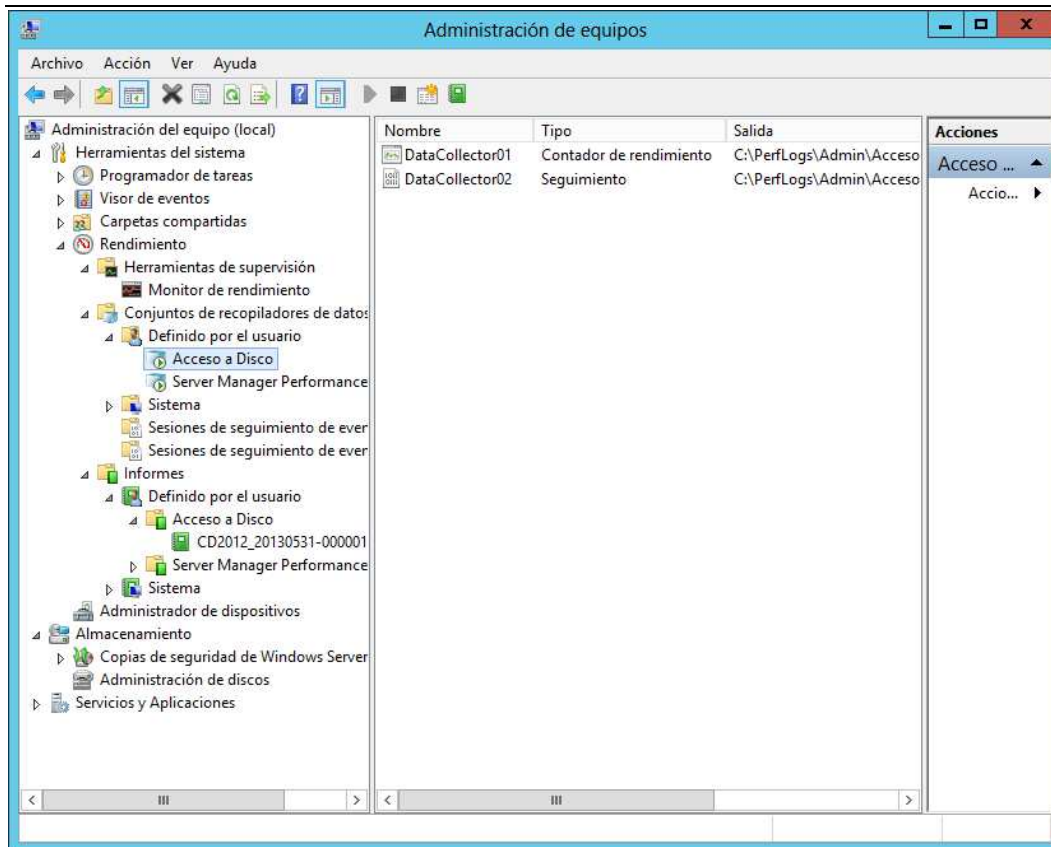 Administración de equipos
Archivo Acción Ver Ayuda
Administración del equipo (local)
Herramientas del sistema
Programador de tareas
Visor de eventos
Carpetas compartidas
Rendimiento
Herramientas de supervisión
Monitor de rendimiento
Conjuntos de recopiladores de datos
Definido por el usuario
Acceso a Disco
Server Manager Performance
Sistema
Sesiones de seguimiento de ever
Sesiones de seguimiento de ever
Informes
Definido por el usuario
Acceso a Disco
CD2012_20130531-000001
Server Manager Performance
Sistema
Administrador de dispositivos
Almacenamiento
Copias de seguridad de Windows Server
Administración de discos
Servicios y Aplicaciones
Nombre Tipo Salida
DataCollector01 Contador de rendimiento C:\PerfLogs\Admin\Acceso
DataCollector02 Seguimiento C:\PerfLogs\Admin\Acceso
Acciones
Acceso ...
Accio...